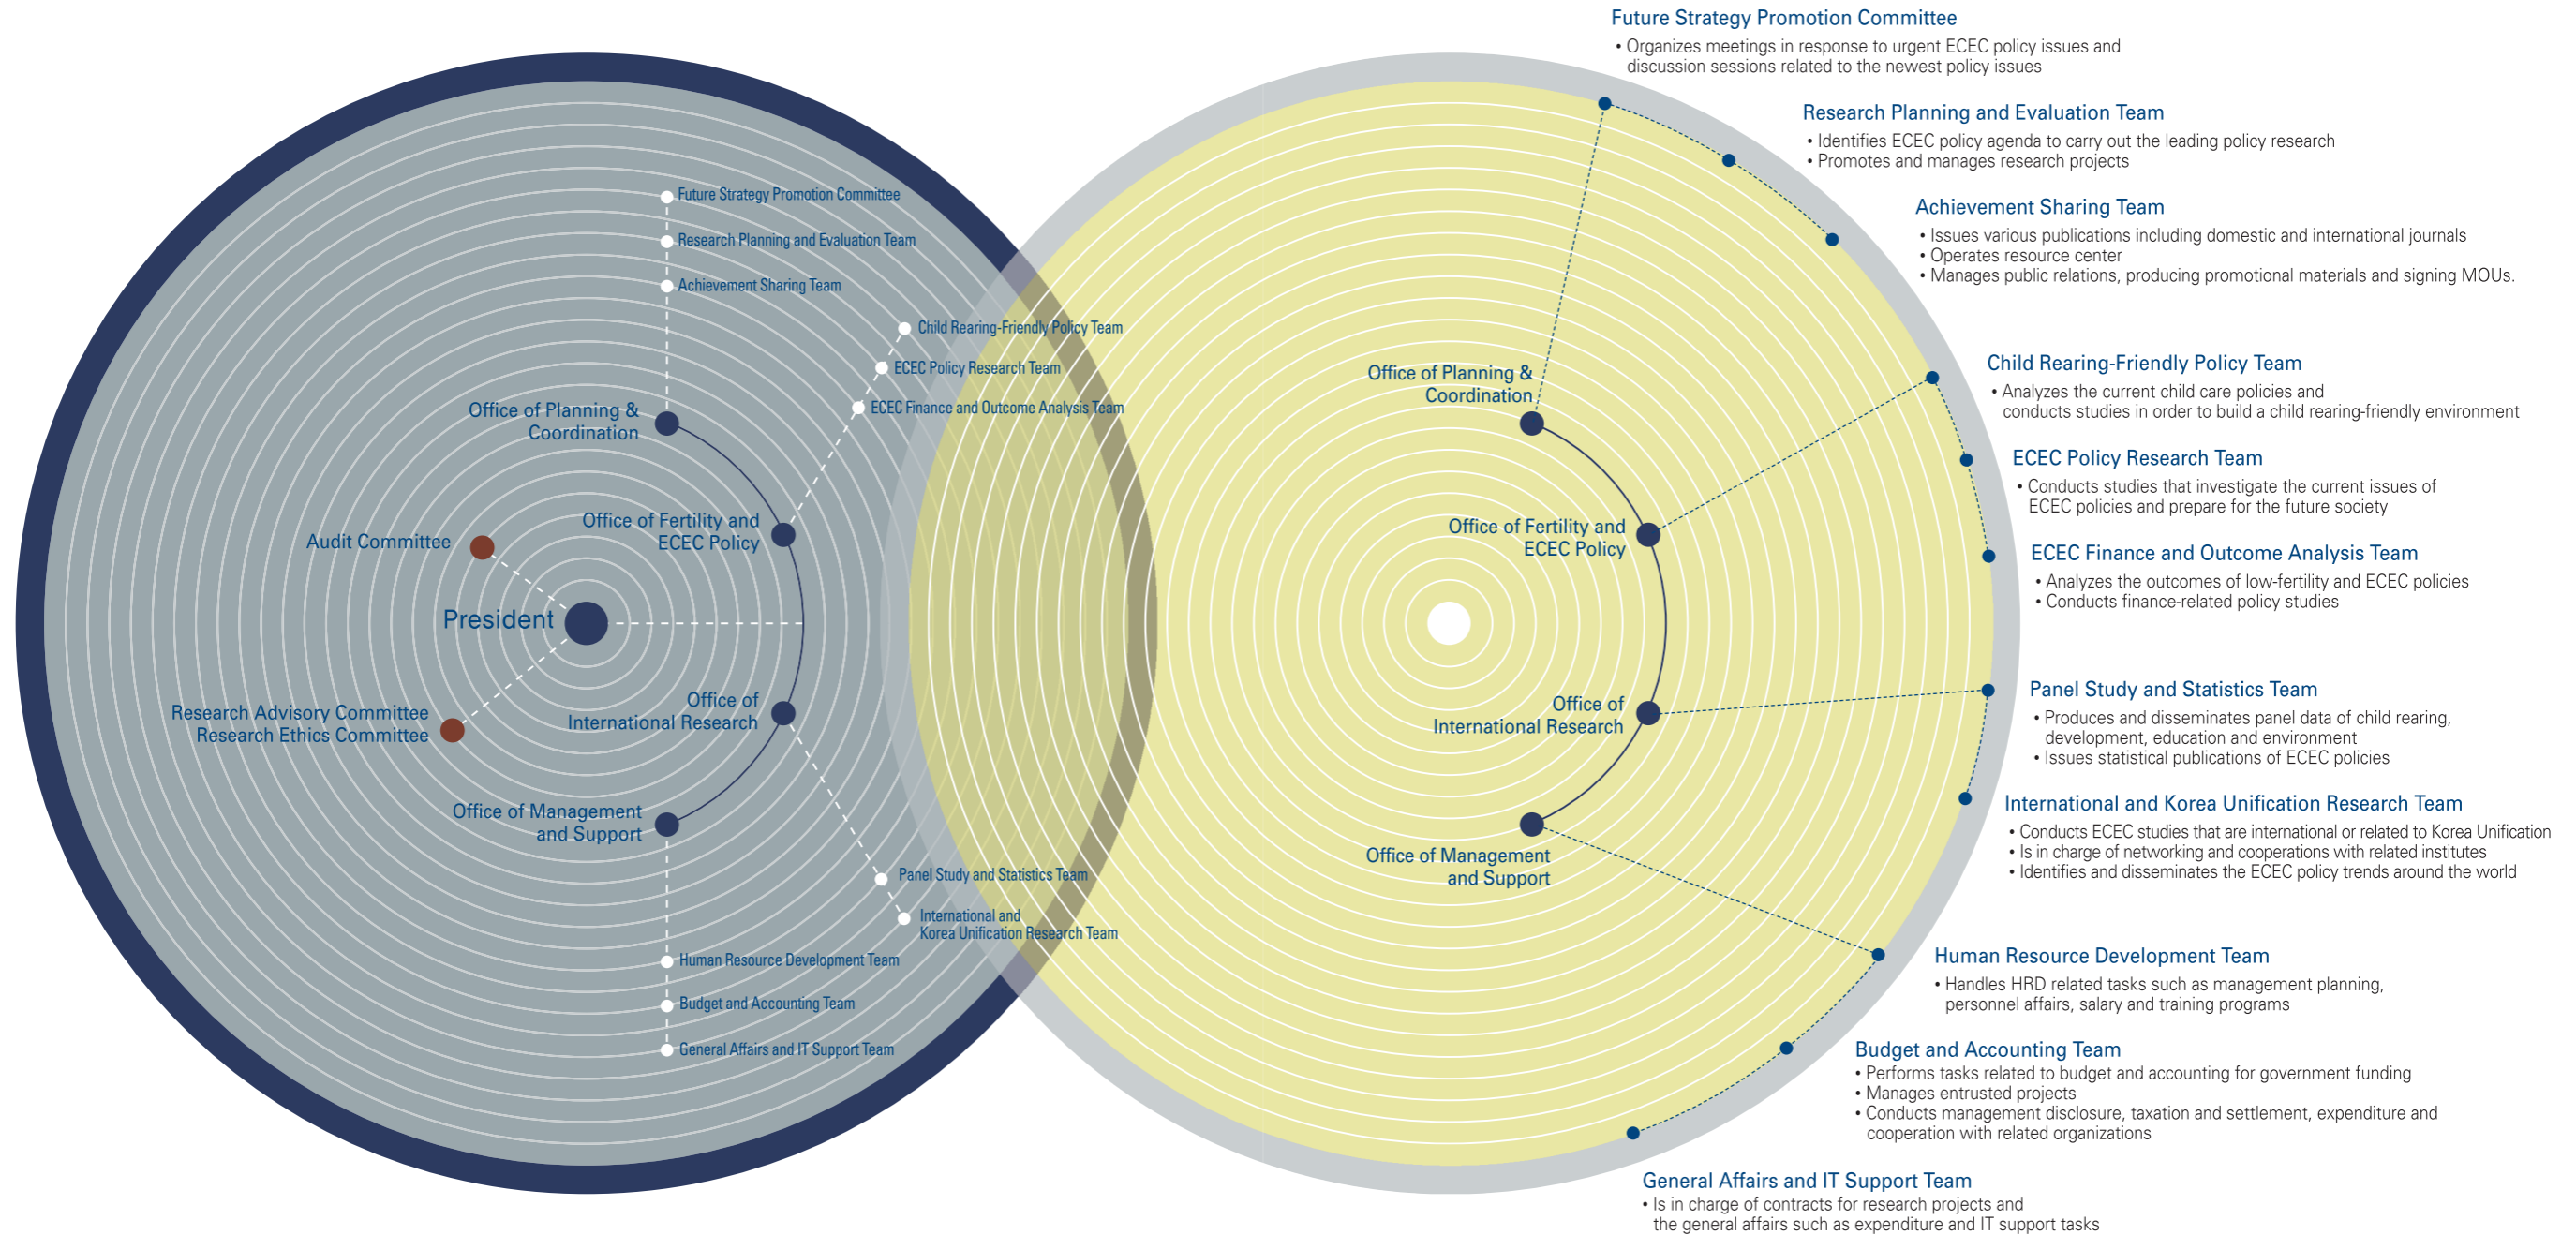 Future Strategy Promotion Committee
Research Planning and Evaluation Team
Achievement Sharing Team
Child Rearing-Friendly Policy Team
ECEC Policy Research Team
ECEC Finance and Outcome Analysis Team
Office of Planning &
Coordination
Office of Fertility and
ECEC Policy
Audit Committee
President
Research Advisory Committee
Research Ethics Committee
Office of
International Research
Office of Management
and Support
Panel Study and Statistics Team
International and
Korea Unification Research Team
Human Resource Development Team
Budget and Accounting Team
General Affairs and IT Support Team
Office of Planning &
Coordination
Office of Fertility and
ECEC Policy
Office of
International Research
Office of Management
and Support
Future Strategy Promotion Committee
• Organizes meetings in response to urgent ECEC policy issues and
discussion sessions related to the newest policy issues
Research Planning and Evaluation Team
• Identifies ECEC policy agenda to carry out the leading policy research
• Promotes and manages research projects
Achievement Sharing Team
• Issues various publications including domestic and international journals
• Operates resource center
• Manages public relations, producing promotional materials and signing MOUs.
Child Rearing-Friendly Policy Team
• Analyzes the current child care policies and
conducts studies in order to build a child rearing-friendly environment
ECEC Policy Research Team
• Conducts studies that investigate the current issues of
ECEC policies and prepare for the future society
ECEC Finance and Outcome Analysis Team
• Analyzes the outcomes of low-fertility and ECEC policies
• Conducts finance-related policy studies
Panel Study and Statistics Team
• Produces and disseminates panel data of child rearing,
development, education and environment
• Issues statistical publications of ECEC policies
International and Korea Unification Research Team
• Conducts ECEC studies that are international or related to Korea Unification
• Is in charge of networking and cooperations with related institutes
• Identifies and disseminates the ECEC policy trends around the world
Human Resource Development Team
• Handles HRD related tasks such as management planning,
personnel affairs, salary and training programs
Budget and Accounting Team
• Performs tasks related to budget and accounting for government funding
• Manages entrusted projects
• Conducts management disclosure, taxation and settlement, expenditure and
cooperation with related organizations
General Affairs and IT Support Team
• Is in charge of contracts for research projects and
the general affairs such as expenditure and IT support tasks